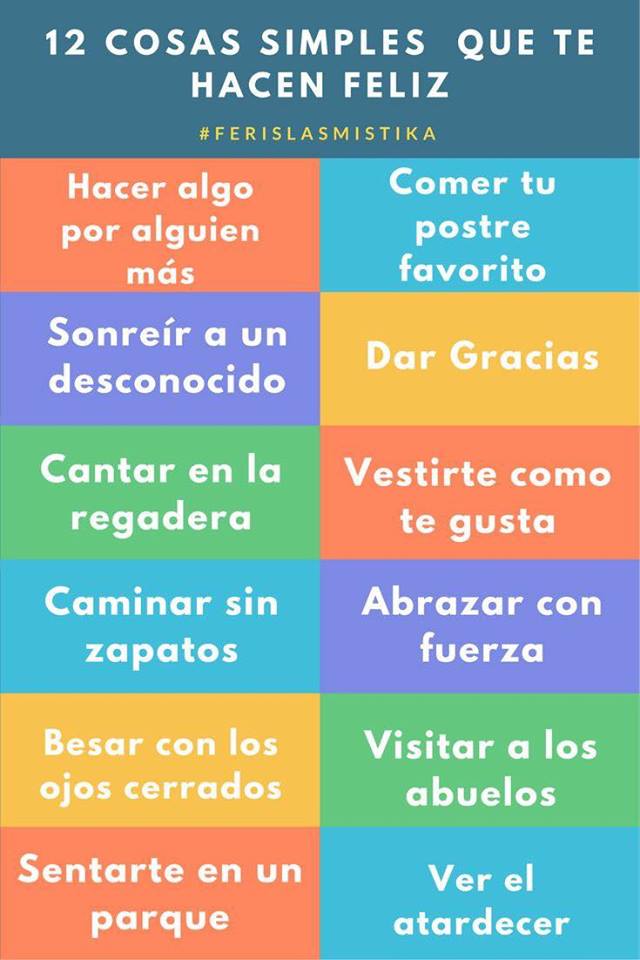 12 COSAS SIMPLES QUE TE
HACEN FELIZ
#FERISLASMISTIKA
Hacer algo
por alguien
más
Comer tu
postre
favorito
Sonreír a un
desconocido
Dar Gracias
Cantar en la
regadera
Vestirte como
te gusta
Caminar sin
zapatos
Abrazar con
fuerza
Besar con los
ojos cerrados
Visitar a los
abuelos
Sentarte en un
parque
Ver el
atardecer